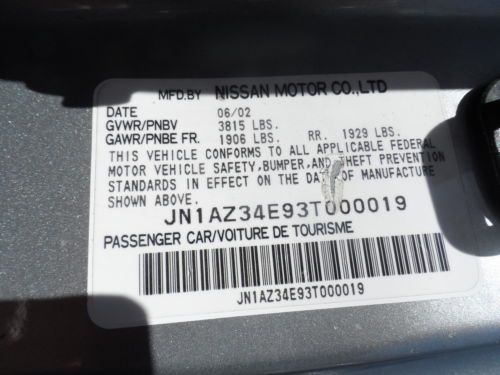 MFD.BY NISSAN MOTOR CO.,LTD
DATE 06/02
GVWR/PNBV 3815 LBS.
GAWR/PNBE FR. 1906 LBS. RR. 1929 LBS.
THIS VEHICLE CONFORMS TO ALL APPLICABLE FEDERAL
MOTOR VEHICLE SAFETY, BUMPER, AND THEFT PREVENTION
STANDARDS IN EFFECT ON THE DATE OF MANUFACTURE
SHOWN ABOVE.
JN1AZ34E93T000019
PASSENGER CAR/VOITURE DE TOURISME
JN1AZ34E93T000019